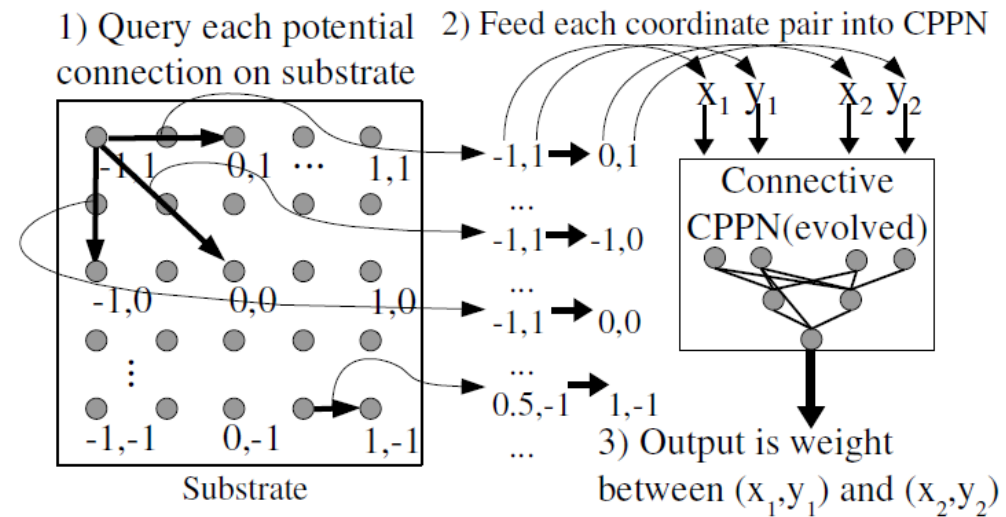 1) Query each potential
connection on substrate
-1,1
0,1
...
1,1
-1,0
0,0
1,0
...
-1,-1
0,-1
1,-1
Substrate
2) Feed each coordinate pair into CPPN
x1 y1 x2 y2
-1,1 0,1
...
-1,1 -1,0
...
-1,1 0,0
...
0.5,-1 1,-1
...
Connective
CPPN(evolved)
3) Output is weight
between (x1,y1) and (x2,y2)